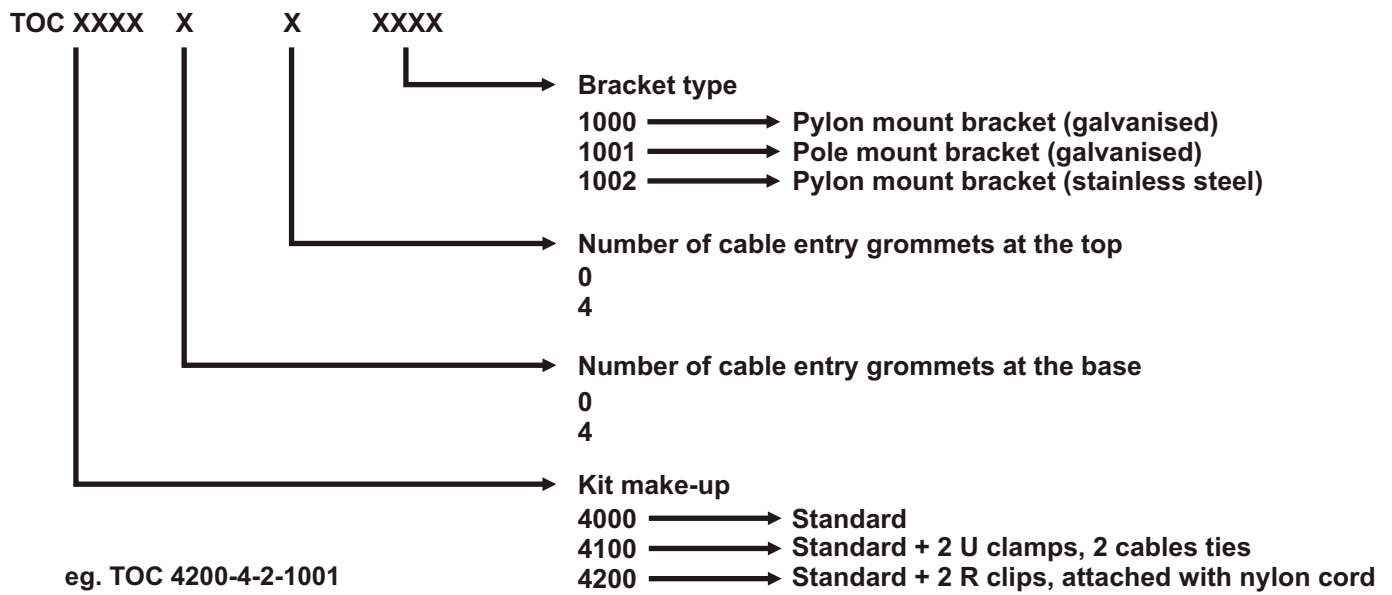 TOC XXXX X X XXXX
Bracket type
1000 Pylon mount bracket (galvanised)
1001 Pole mount bracket (galvanised)
1002 Pylon mount bracket (stainless steel)
Number of cable entry grommets at the top
0
4
Number of cable entry grommets at the base
0
4
Kit make-up
4000 Standard
4100 Standard + 2 U clamps, 2 cables ties
4200 Standard + 2 R clips, attached with nylon cord
eg. TOC 4200-4-2-1001